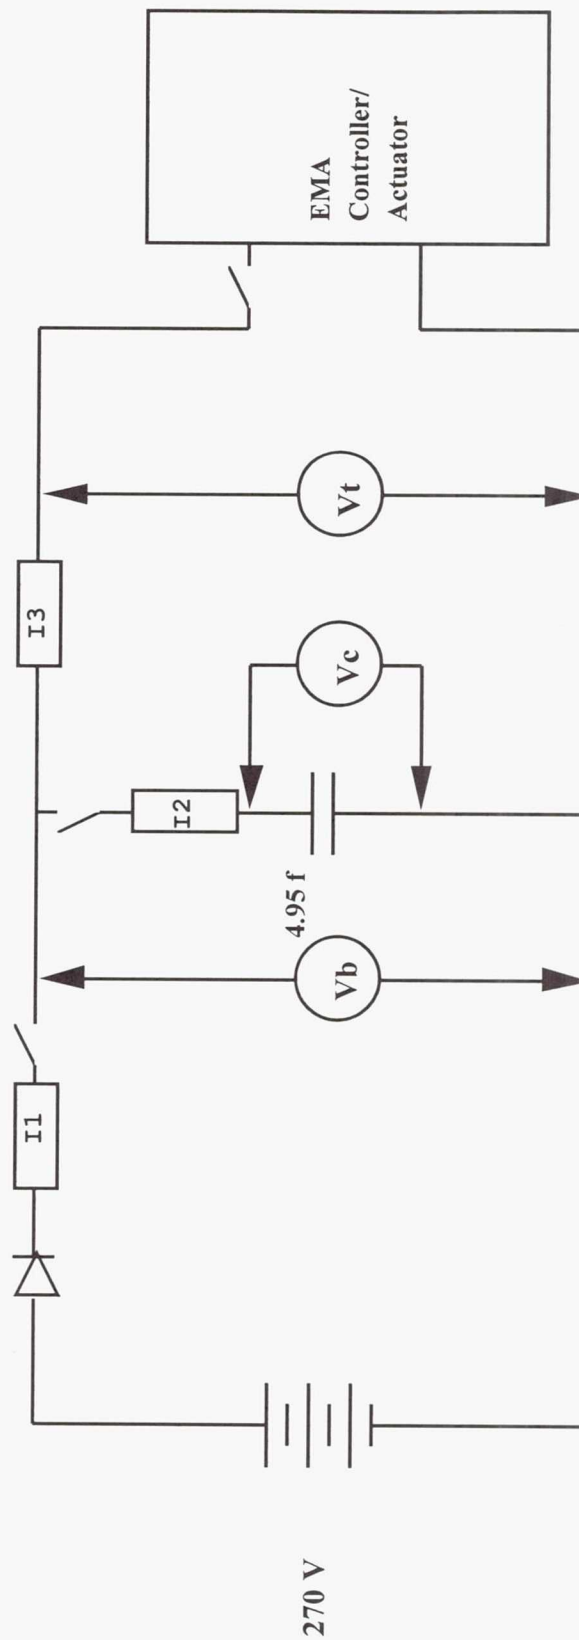 270 V
I1
Vb
4.95 f
I2
Vc
I3
Vt
EMA
Controller/
Actuator